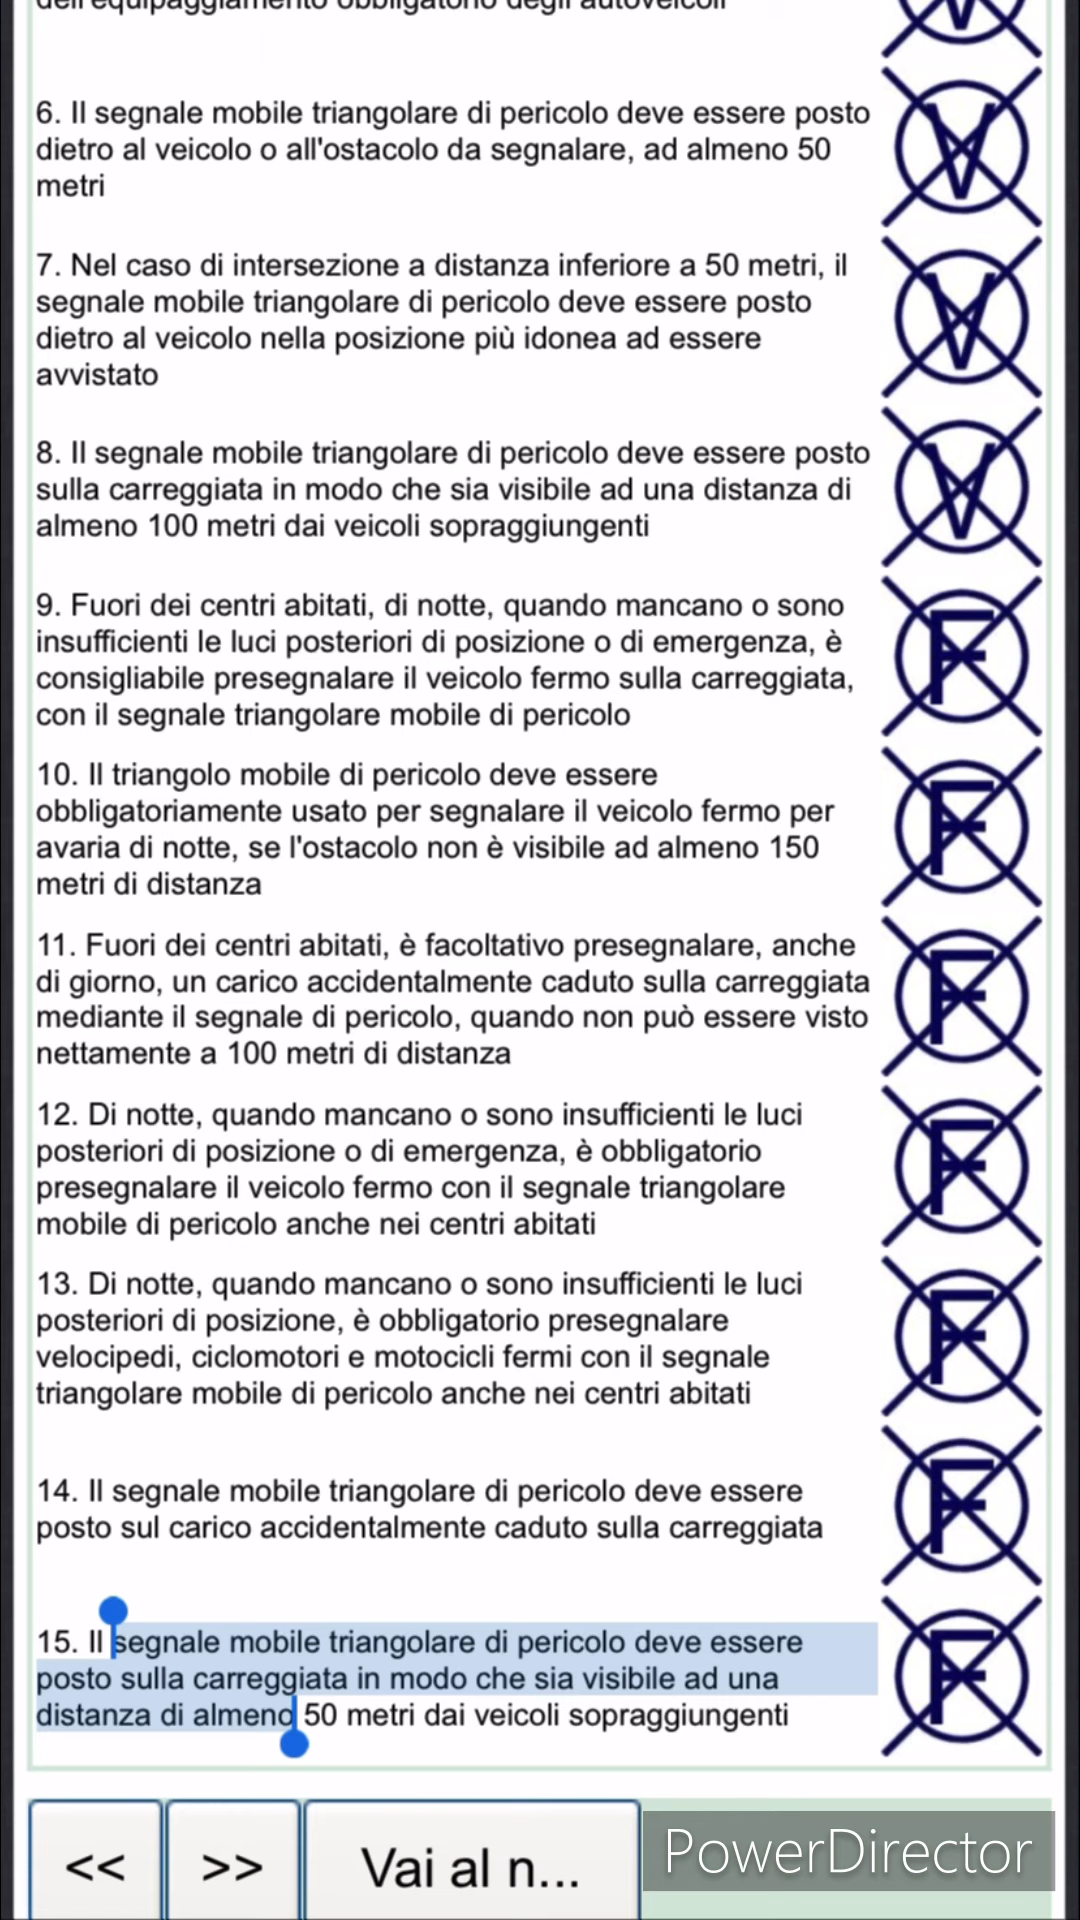 dell'equipaggiamento obbligatorio degli autoveicoli
V
6. Il segnale mobile triangolare di pericolo deve essere posto
dietro al veicolo o all'ostacolo da segnalare, ad almeno 50
metri
V
7. Nel caso di intersezione a distanza inferiore a 50 metri, il
segnale mobile triangolare di pericolo deve essere posto
dietro al veicolo nella posizione più idonea ad essere
avvistato
V
8. Il segnale mobile triangolare di pericolo deve essere posto
sulla carreggiata in modo che sia visibile ad una distanza di
almeno 100 metri dai veicoli sopraggiungenti
V
9. Fuori dei centri abitati, di notte, quando mancano o sono
insufficienti le luci posteriori di posizione o di emergenza, è
consigliabile presegnalare il veicolo fermo sulla carreggiata,
con il segnale triangolare mobile di pericolo
F
10. Il triangolo mobile di pericolo deve essere
obbligatoriamente usato per segnalare il veicolo fermo per
avaria di notte, se l'ostacolo non è visibile ad almeno 150
metri di distanza
F
11. Fuori dei centri abitati, è facoltativo presegnalare, anche
di giorno, un carico accidentalmente caduto sulla carreggiata
mediante il segnale di pericolo, quando non può essere visto
nettamente a 100 metri di distanza
F
12. Di notte, quando mancano o sono insufficienti le luci
posteriori di posizione o di emergenza, è obbligatorio
presegnalare il veicolo fermo con il segnale triangolare
mobile di pericolo anche nei centri abitati
F
13. Di notte, quando mancano o sono insufficienti le luci
posteriori di posizione, è obbligatorio presegnalare
velocipedi, ciclomotori e motocicli fermi con il segnale
triangolare mobile di pericolo anche nei centri abitati
F
14. Il segnale mobile triangolare di pericolo deve essere
posto sul carico accidentalmente caduto sulla carreggiata
F
15. Il segnale mobile triangolare di pericolo deve essere
posto sulla carreggiata in modo che sia visibile ad una
distanza di almeno 50 metri dai veicoli sopraggiungenti
F
<< >> Vai al n... PowerDirector